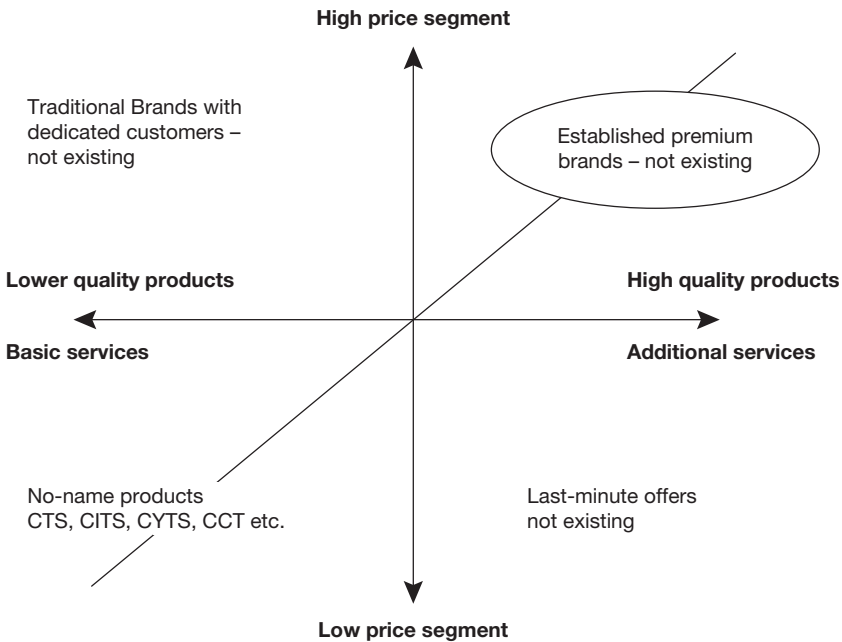 High price segment
Traditional Brands with
dedicated customers –
not existing
Established premium
brands – not existing
Lower quality products
High quality products
Basic services
Additional services
No-name products
CTS, CITS, CYTS, CCT etc.
Last-minute offers
not existing
Low price segment